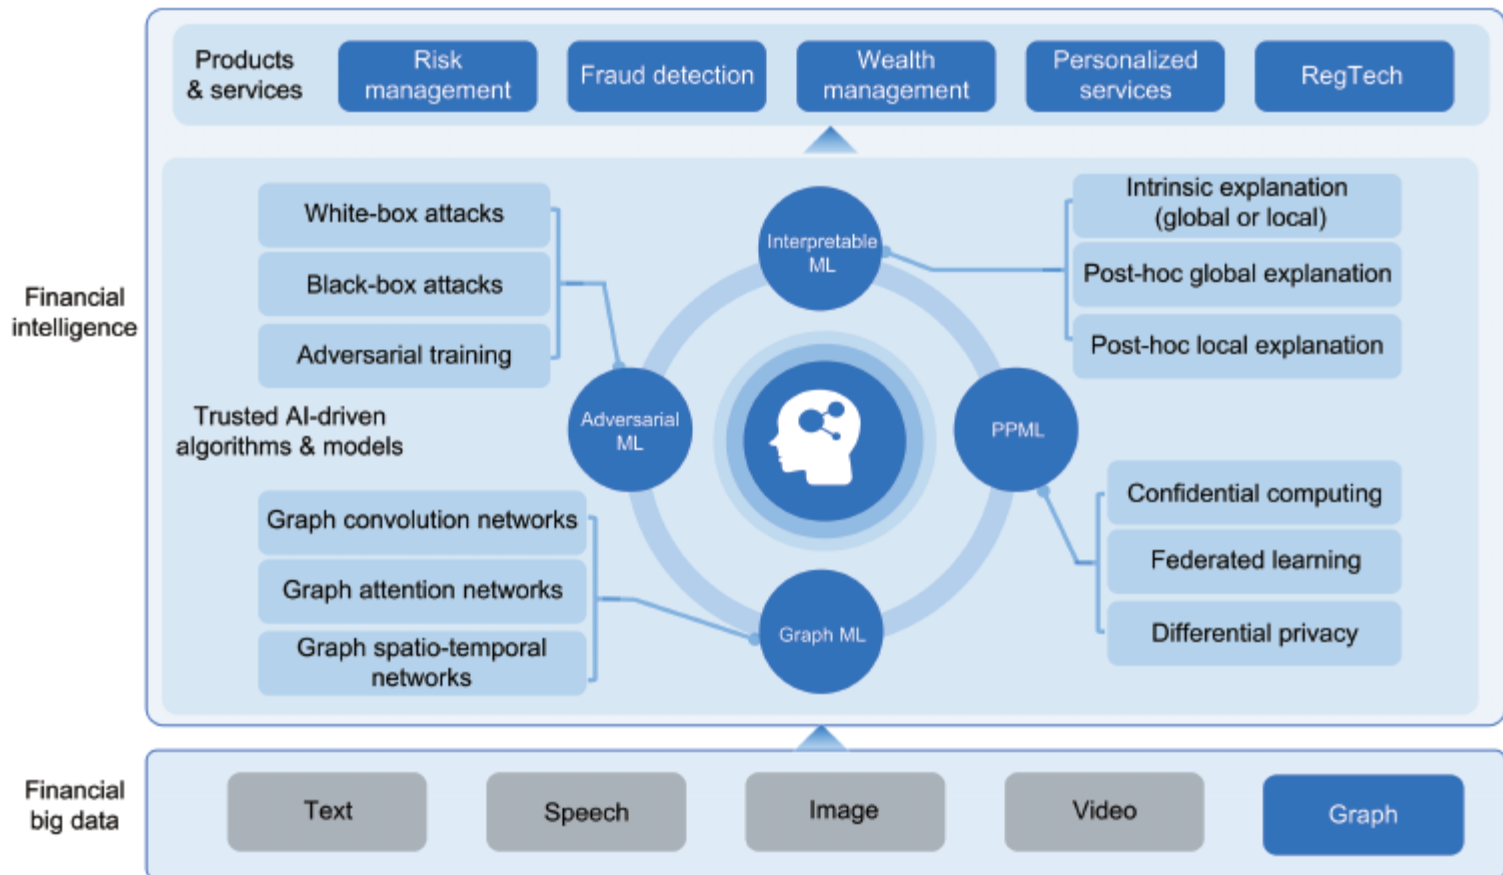 Products
& services
Risk
management
Fraud detection
Wealth
management
Personalized
services
RegTech
Financial
intelligence
White-box attacks
Black-box attacks
Adversarial training
Interpretable
ML
Intrinsic explanation
(global or local)
Post-hoc global explanation
Post-hoc local explanation
Trusted AI-driven
algorithms & models
Adversarial
ML
PPML
Graph convolution networks
Graph attention networks
Graph spatio-temporal
networks
Graph ML
Confidential computing
Federated learning
Differential privacy
Financial
big data
Text
Speech
Image
Video
Graph